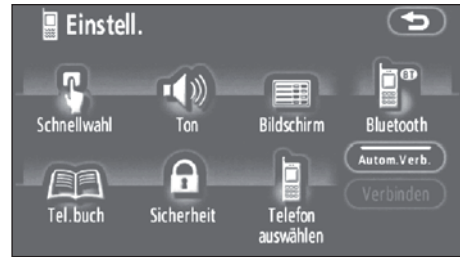 Einstell.
Schnellwahl Ton Bildschirm Bluetooth
BT
Autom.Verb.
Verbinden
Tel.buch Sicherheit Telefon
auswählen